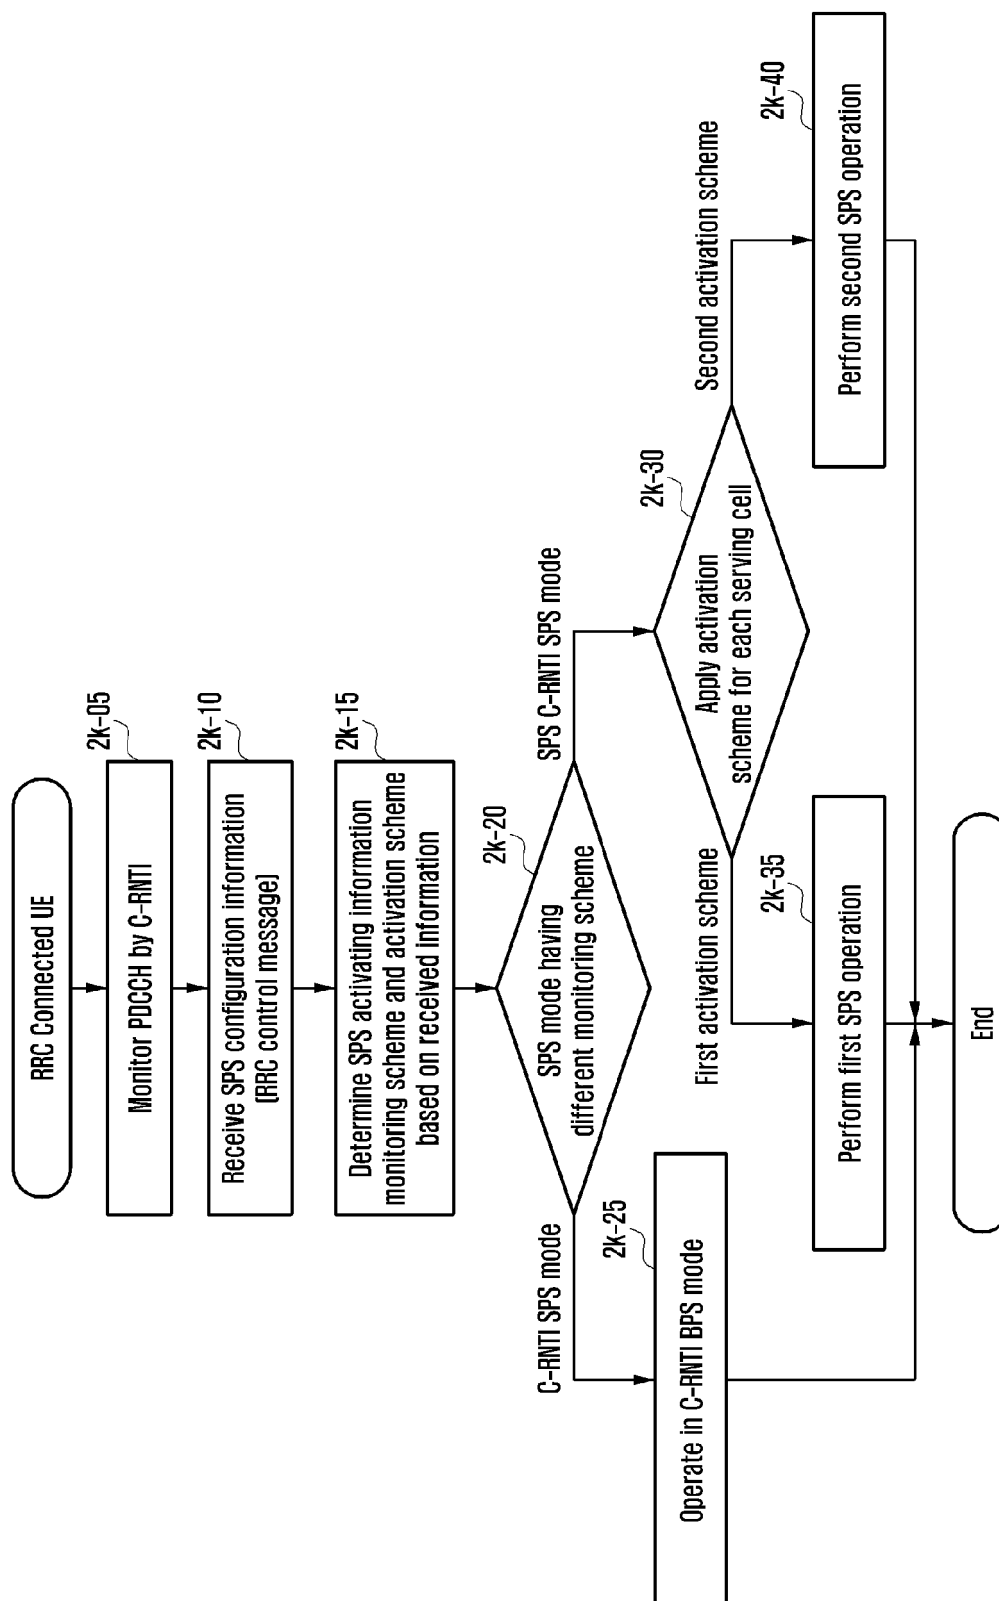 RRC Connected UE
2k-05
Monitor PDCCH by C-RNTI
2k-10
Receive SPS configuration information
(RRC control message)
2k-15
Determine SPS activating information
monitoring scheme and activation scheme
based on received information
2k-20
SPS mode having
different monitoring scheme
C-RNTI SPS mode
SPS C-RNTI SPS mode
2k-25
Operate in C-RNTI BPS mode
2k-30
Apply activation
scheme for each serving cell
First activation scheme
Second activation scheme
2k-35
Perform first SPS operation
2k-40
Perform second SPS operation
End